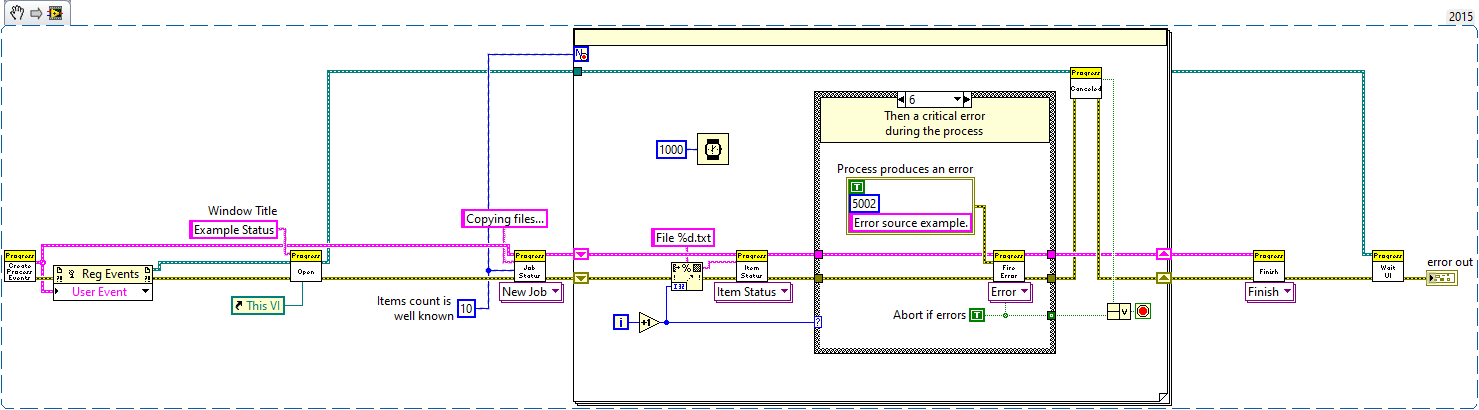 2015
N
Progress
Canceled
6
Then a critical error
during the process
1000
Process produces an error
T
5002
Error source example.
Window Title
Example Status
Copying files...
File %d.txt
Progress
Create
Process
Events
Reg Events
User Event
Progress
Open
This VI
Progress
Job
Status
New Job
Items count is
well known
10
I32
Progress
Item
Status
Item Status
i
+1
?
Progress
Fire
Error
Error
Abort if errors
T
V
Progress
Finish
Finish
Progress
Wait
UI
error out